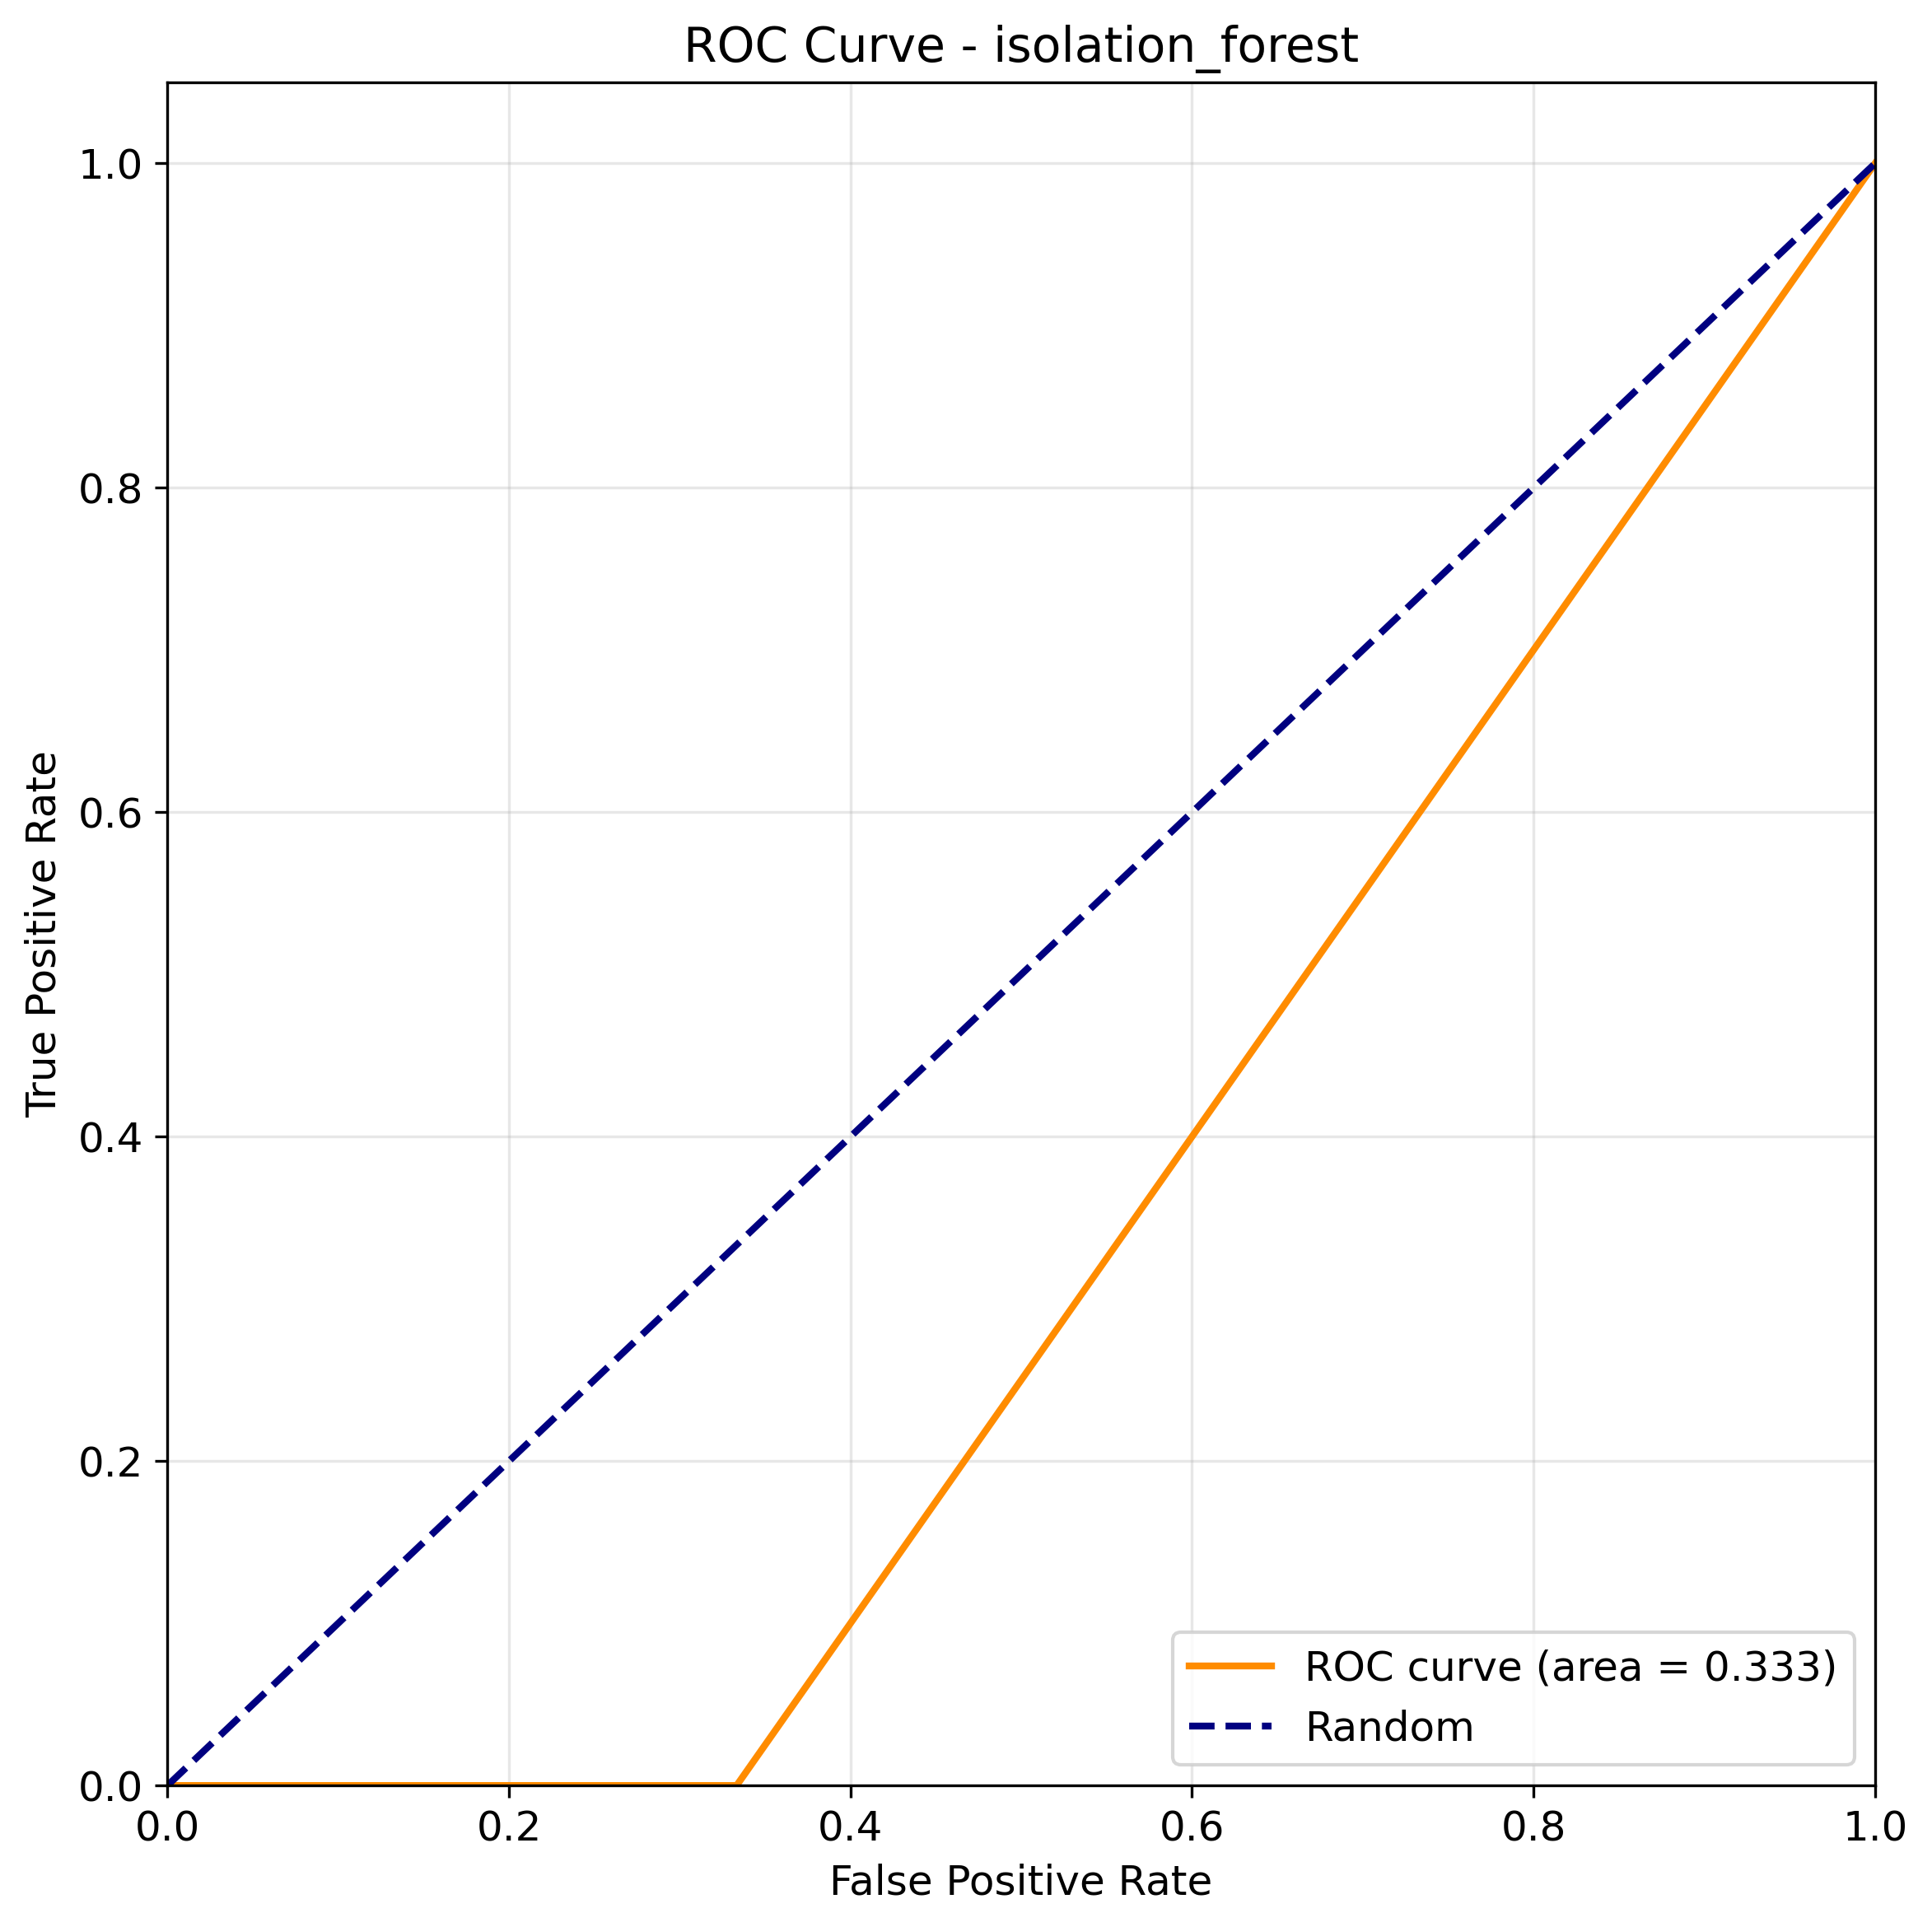 ROC Curve - isolation_forest
True Positive Rate
1.0
0.8
0.6
0.4
0.2
0.0
0.0 0.2 0.4 0.6 0.8 1.0
False Positive Rate
ROC curve (area = 0.333)
Random